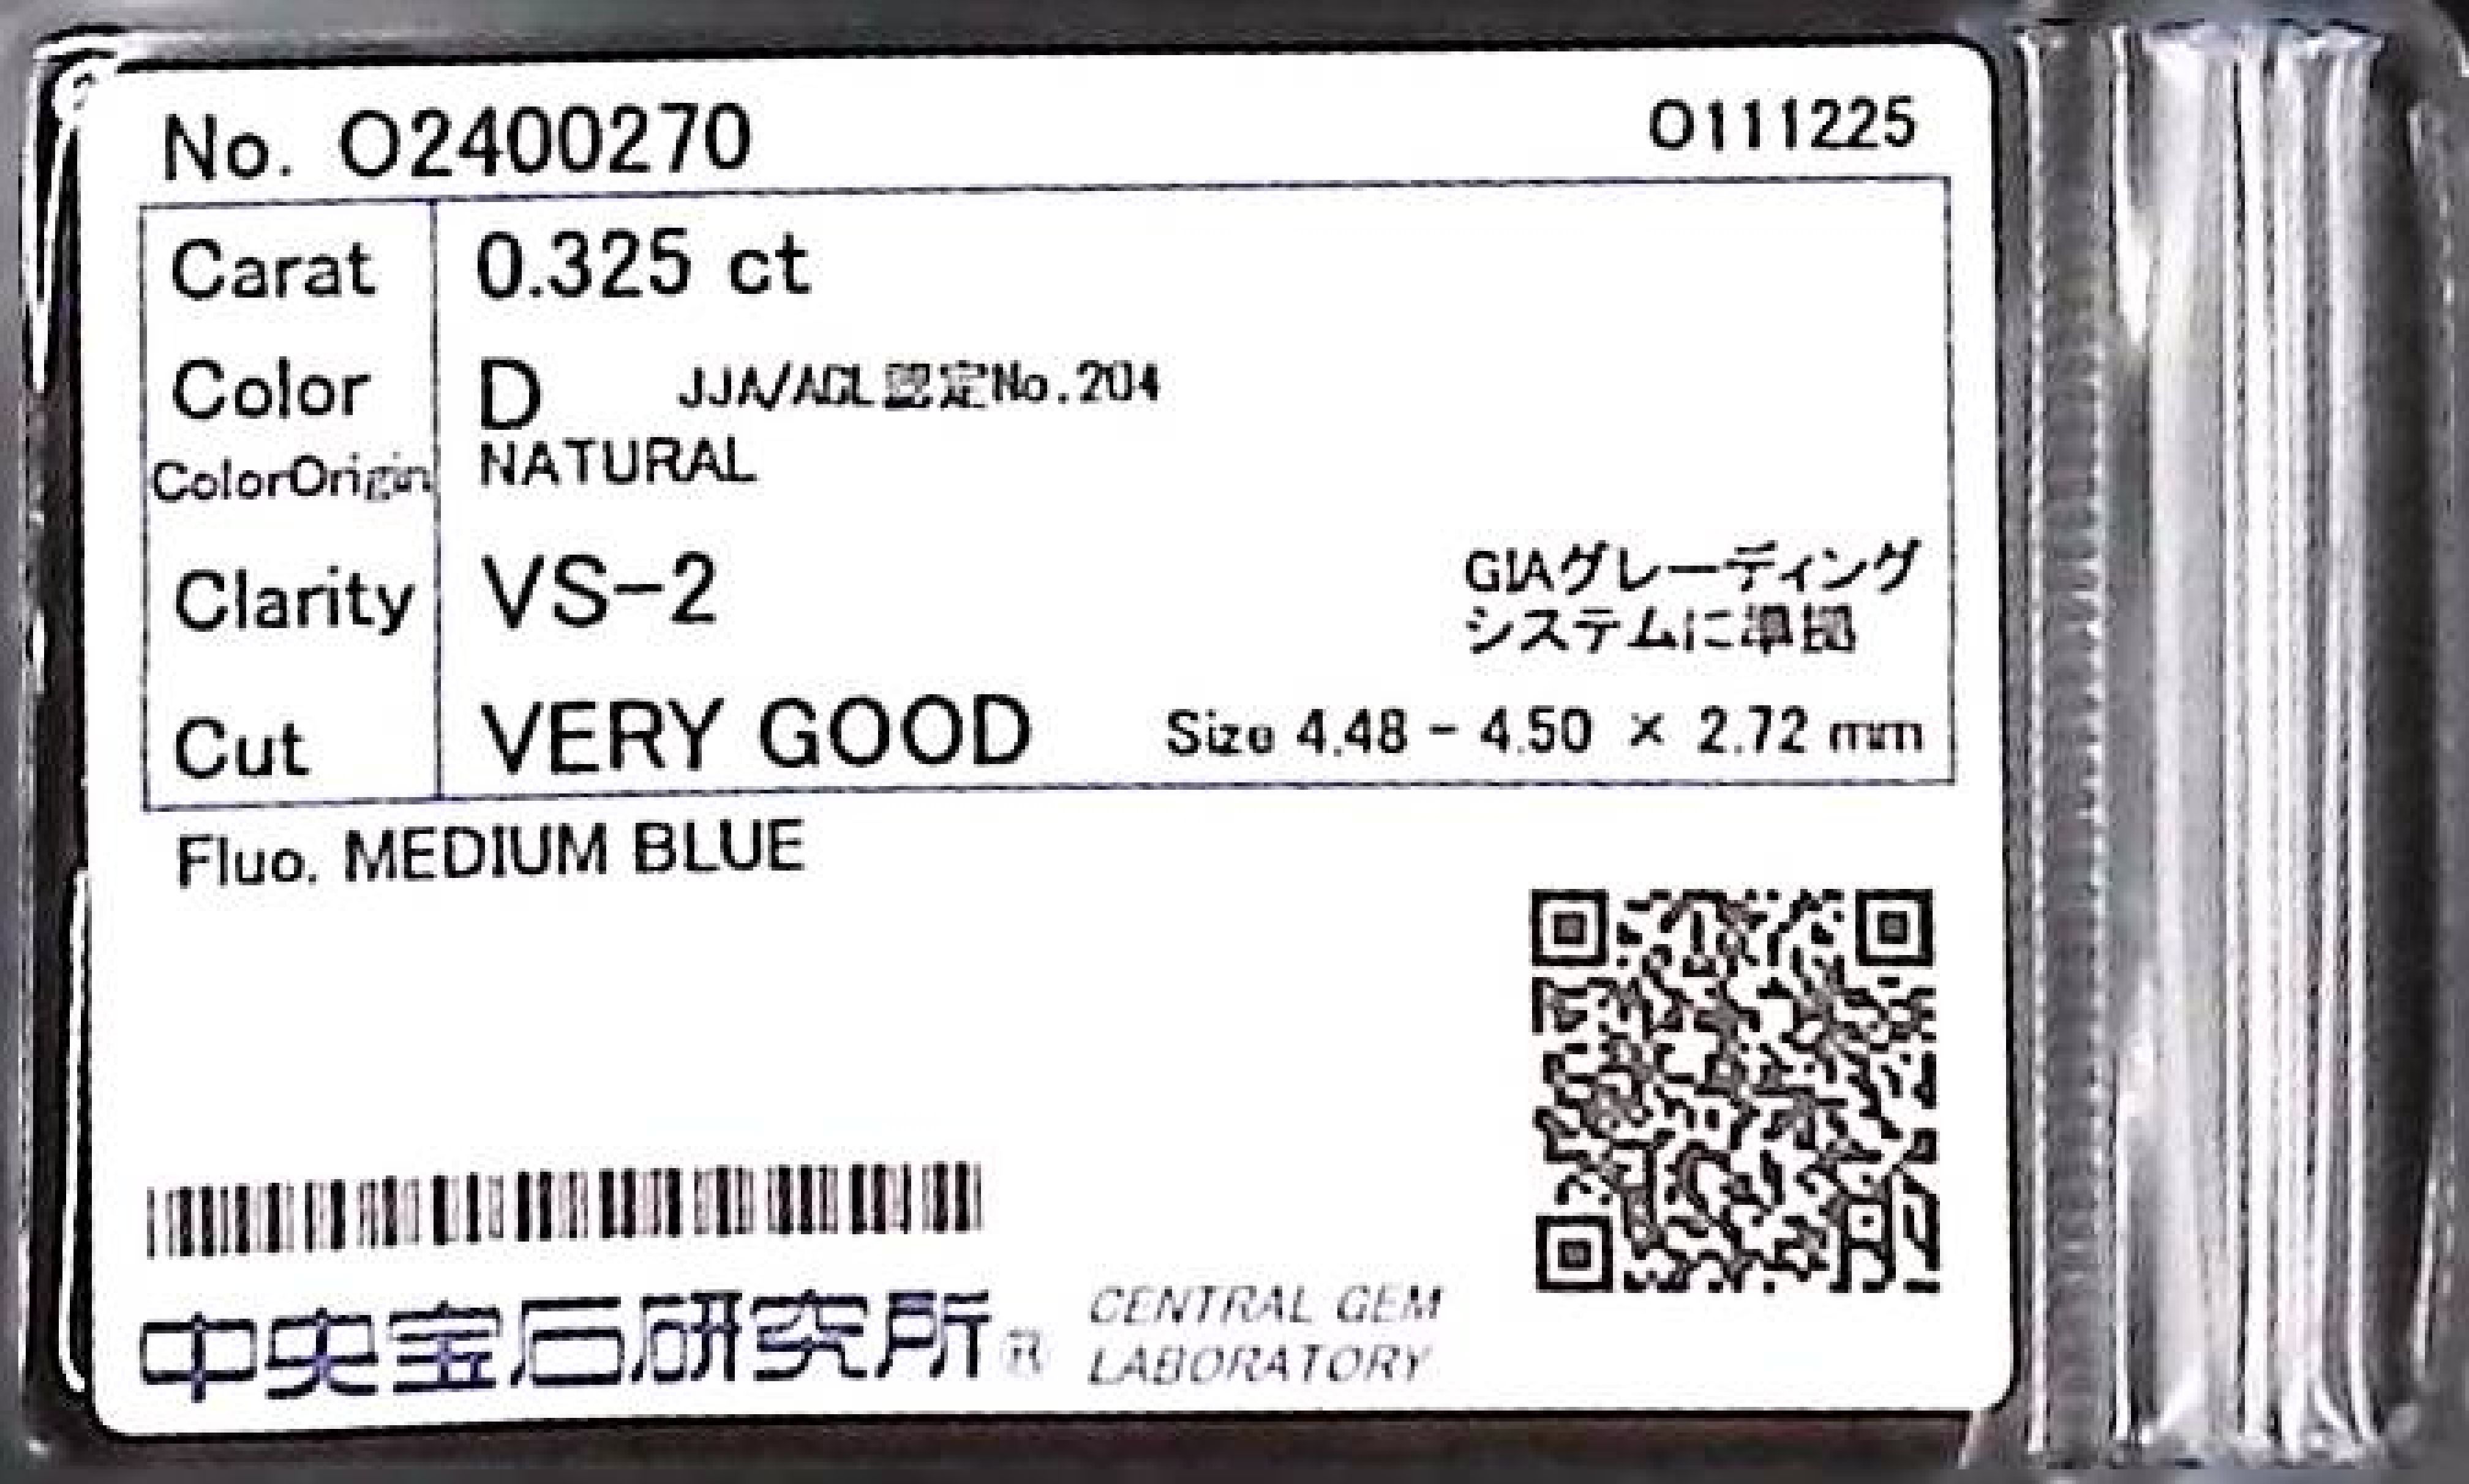 No. O2400270 O111225
Carat 0.325 ct
Color D JJA/AGL認定No.204
ColorOrigin NATURAL
Clarity VS-2 GIAグレーディング
システムに準拠
Cut VERY GOOD Size 4.48 - 4.50 × 2.72 mm
Fluo. MEDIUM BLUE
中央宝石研究所® CENTRAL GEM
LABORATORY